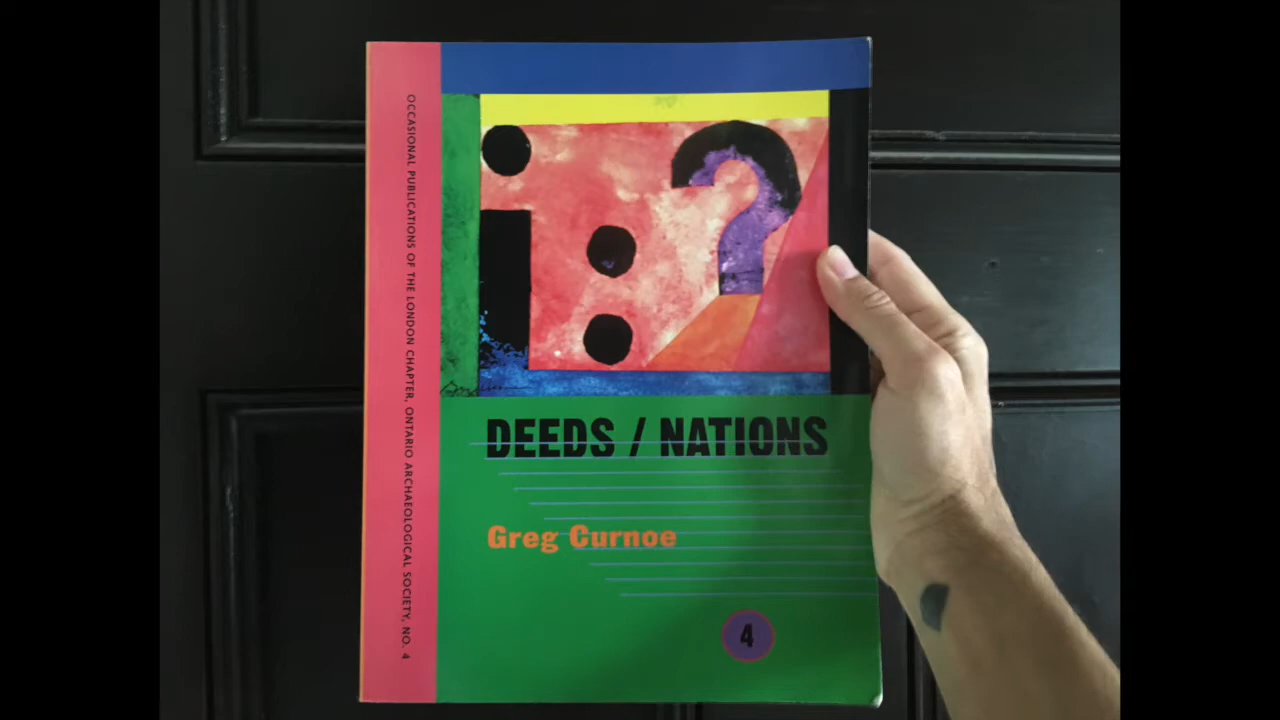 OCCASIONAL PUBLICATIONS OF THE LONDON CHAPTER, ONTARIO ARCHAEOLOGICAL SOCIETY, NO. 4
DEEDS / NATIONS
Greg Curnoe
4